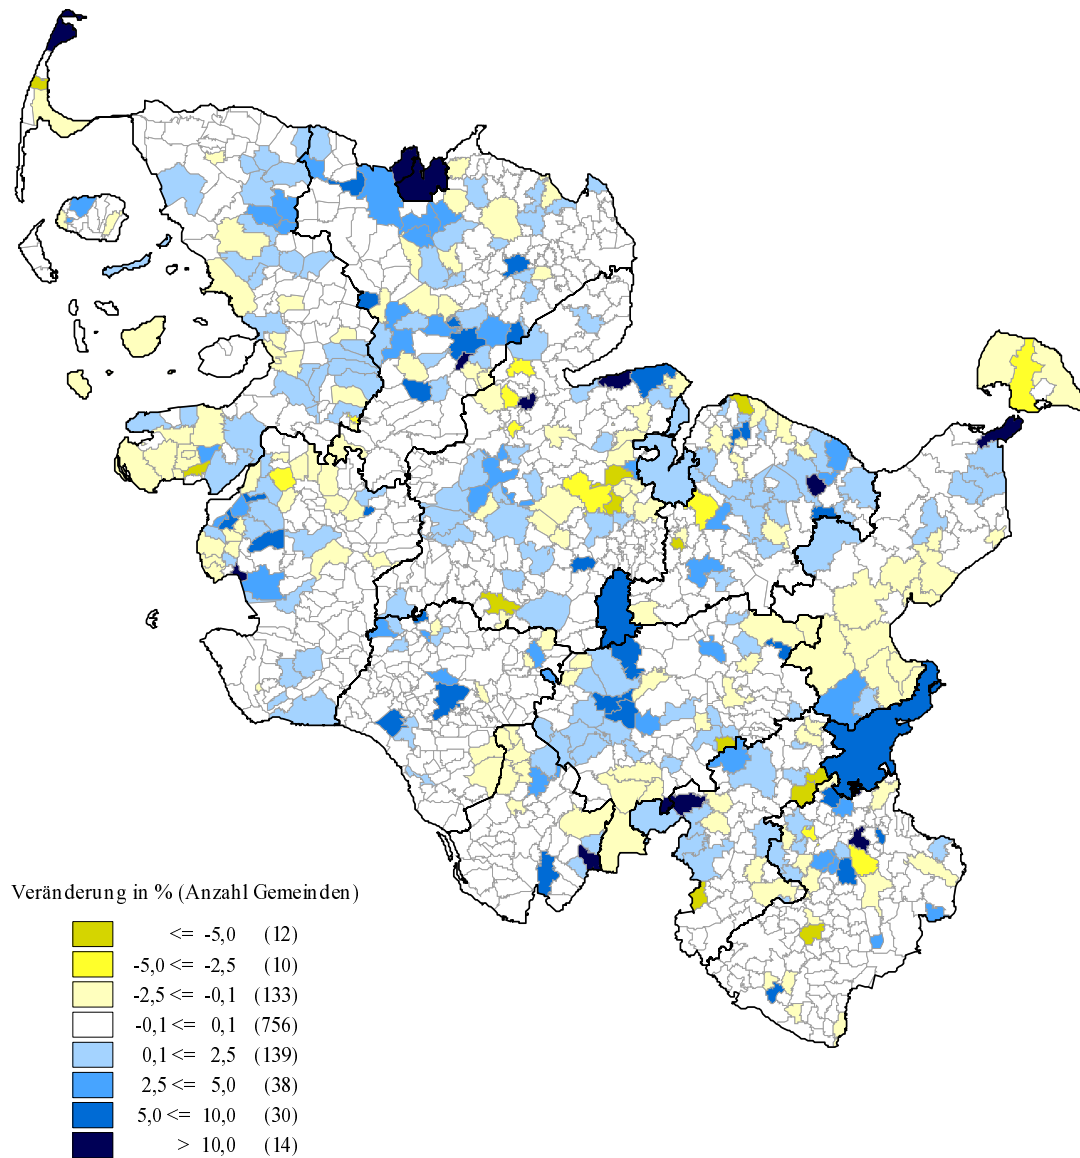 Veränderung in % (Anzahl Gemeinden)
<= -5,0 (12)
-5,0 <= -2,5 (10)
-2,5 <= -0,1 (133)
-0,1 <= 0,1 (756)
0,1 <= 2,5 (139)
2,5 <= 5,0 (38)
5,0 <= 10,0 (30)
> 10,0 (14)